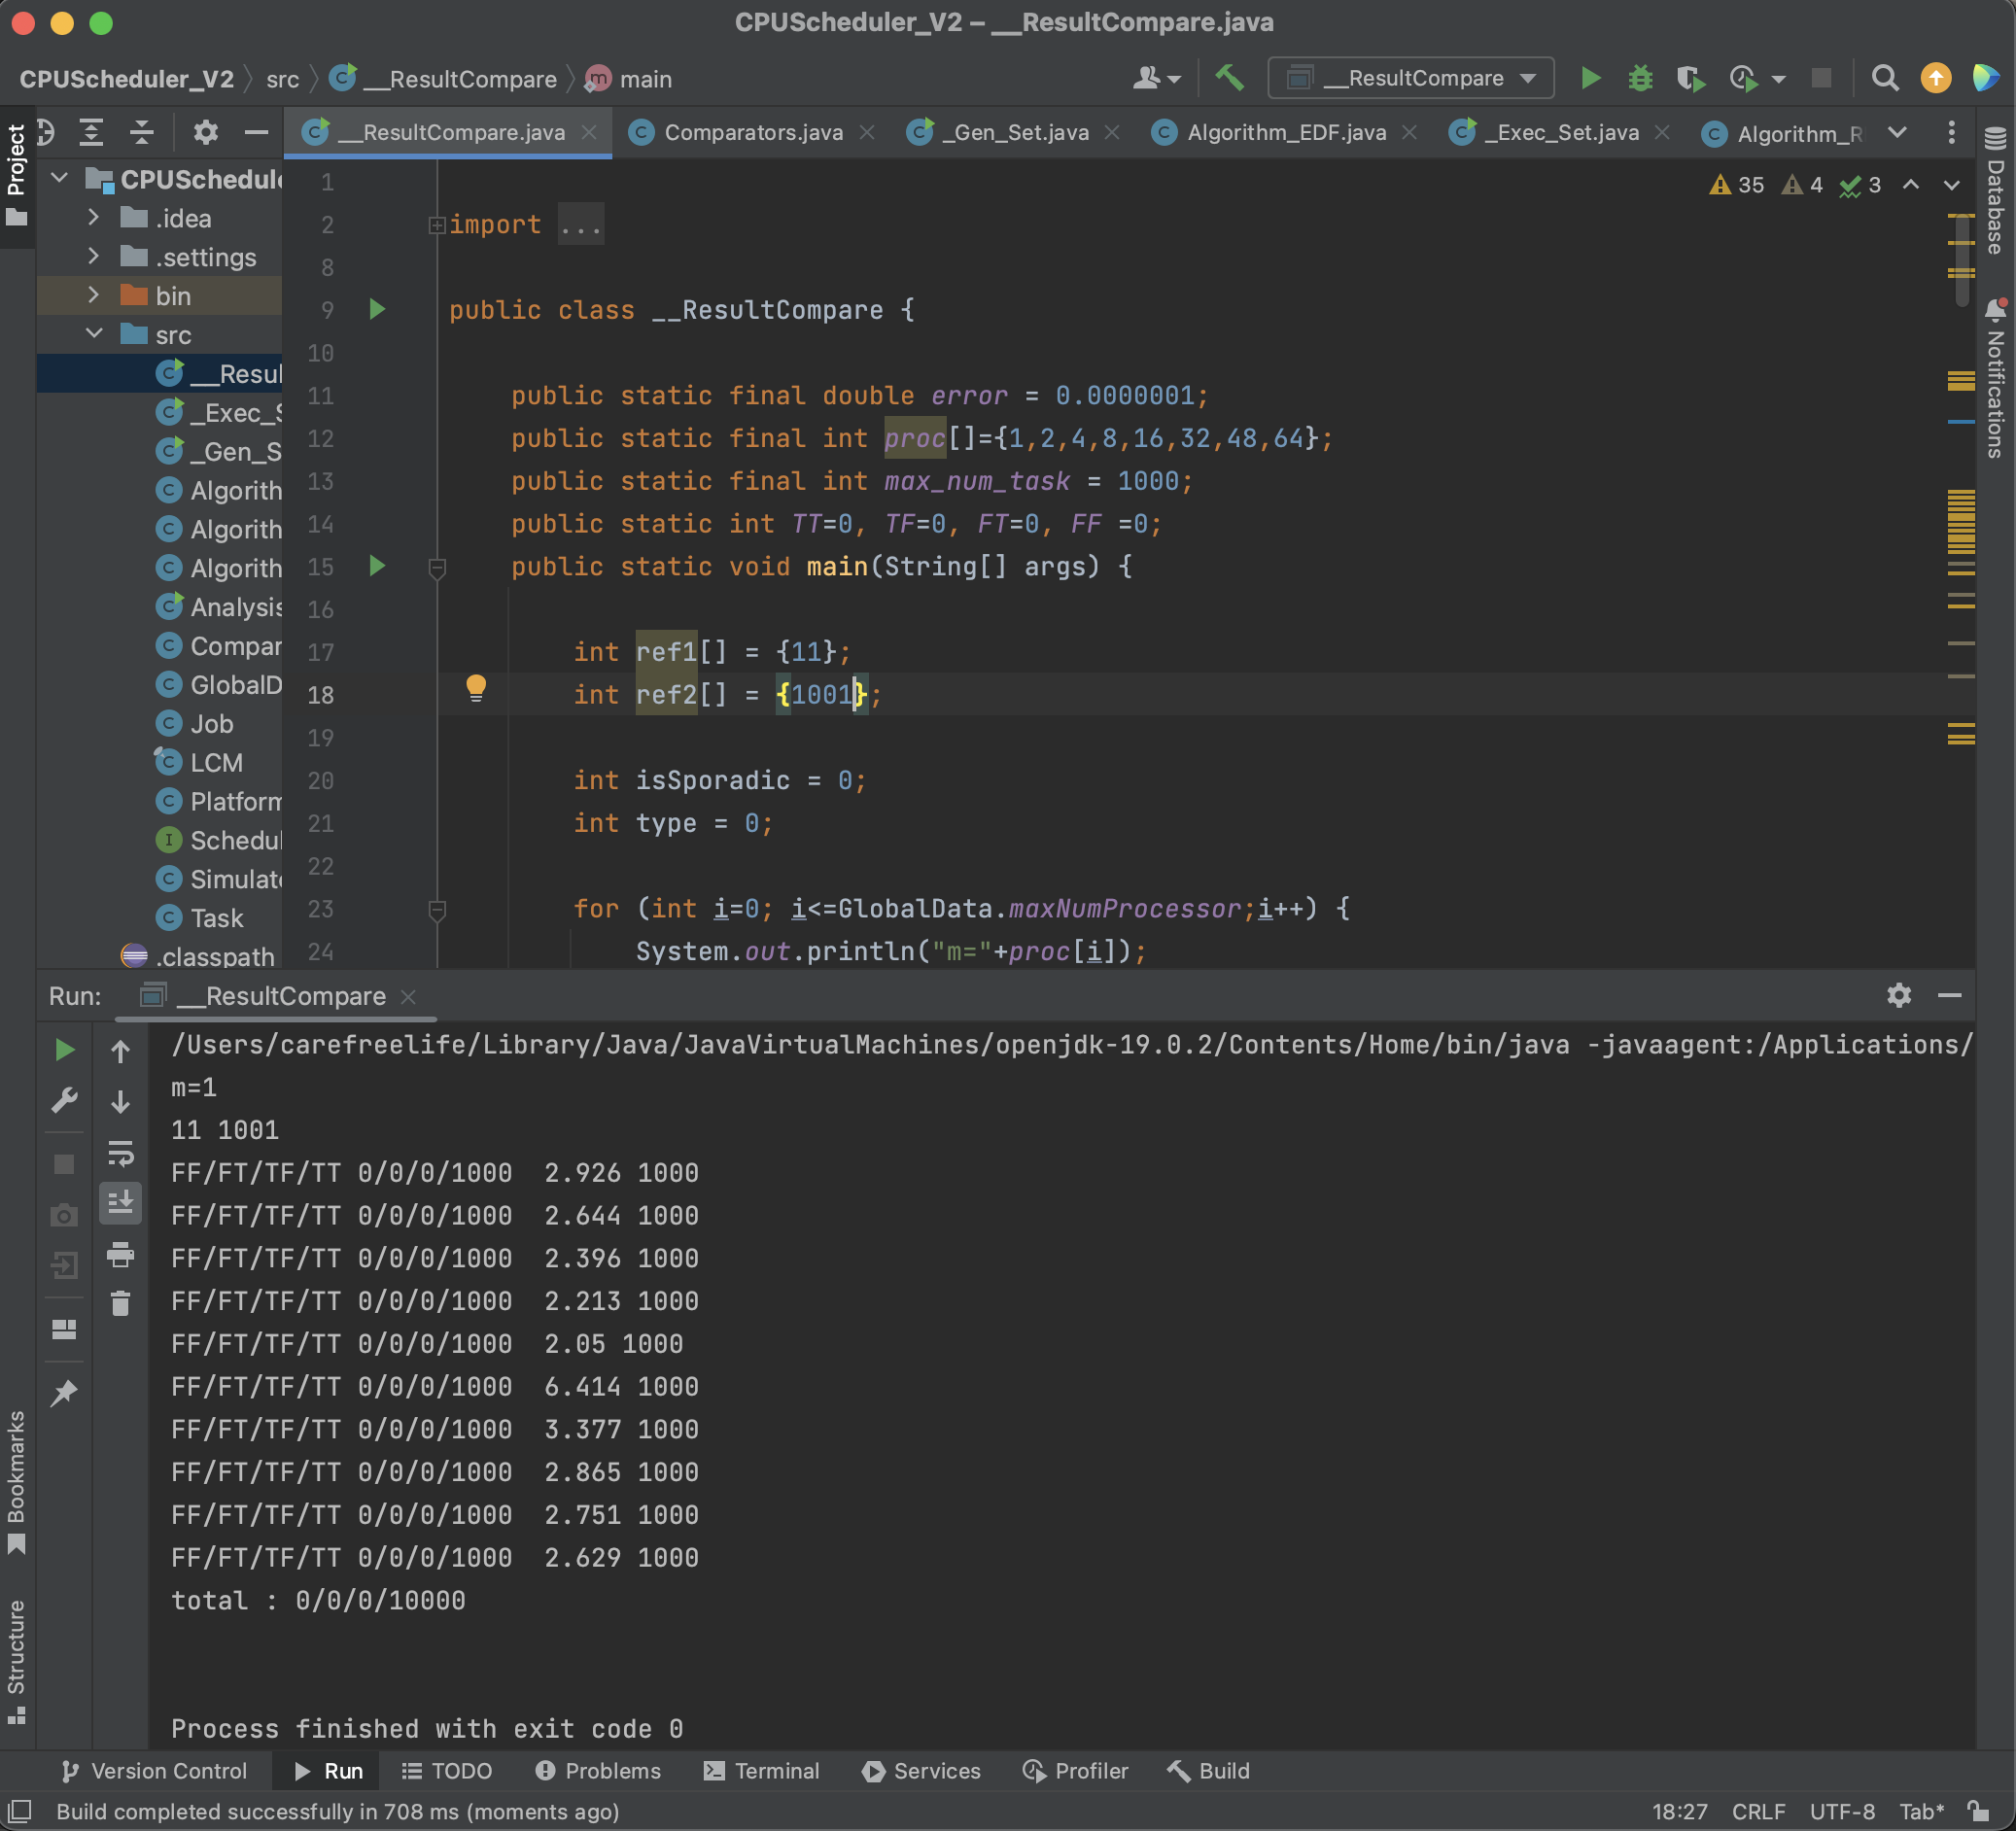 CPUScheduler_V2 – __ResultCompare.java
CPUScheduler_V2 src __ResultCompare main
__ResultCompare
Project
__ResultCompare.java Comparators.java _Gen_Set.java Algorithm_EDF.java _Exec_Set.java Algorithm_R
CPUSchedule
.idea
.settings
bin
src
__Resul
_Exec_S
_Gen_S
Algorith
Algorith
Algorith
Analysis
Compar
GlobalD
Job
LCM
Platform
Schedul
Simulat
Task
.classpath
35 4 3
1
2 import ...
8
9 public class __ResultCompare {
10
11 public static final double error = 0.0000001;
12 public static final int proc[]={1,2,4,8,16,32,48,64};
13 public static final int max_num_task = 1000;
14 public static int TT=0, TF=0, FT=0, FF =0;
15 public static void main(String[] args) {
16
17 int ref1[] = {11};
18 int ref2[] = {1001};
19
20 int isSporadic = 0;
21 int type = 0;
22
23 for (int i=0; i<=GlobalData.maxNumProcessor;i++) {
24 System.out.println("m="+proc[i]);
Database
Notifications
Run: __ResultCompare
/Users/carefreelife/Library/Java/JavaVirtualMachines/openjdk-19.0.2/Contents/Home/bin/java -javaagent:/Applications/
m=1
11 1001
FF/FT/TF/TT 0/0/0/1000  2.926 1000
FF/FT/TF/TT 0/0/0/1000  2.644 1000
FF/FT/TF/TT 0/0/0/1000  2.396 1000
FF/FT/TF/TT 0/0/0/1000  2.213 1000
FF/FT/TF/TT 0/0/0/1000  2.05 1000
FF/FT/TF/TT 0/0/0/1000  6.414 1000
FF/FT/TF/TT 0/0/0/1000  3.377 1000
FF/FT/TF/TT 0/0/0/1000  2.865 1000
FF/FT/TF/TT 0/0/0/1000  2.751 1000
FF/FT/TF/TT 0/0/0/1000  2.629 1000
total : 0/0/0/10000
Process finished with exit code 0
Bookmarks
Structure
Version Control Run TODO Problems Terminal Services Profiler Build
Build completed successfully in 708 ms (moments ago)
18:27 CRLF UTF-8 Tab*